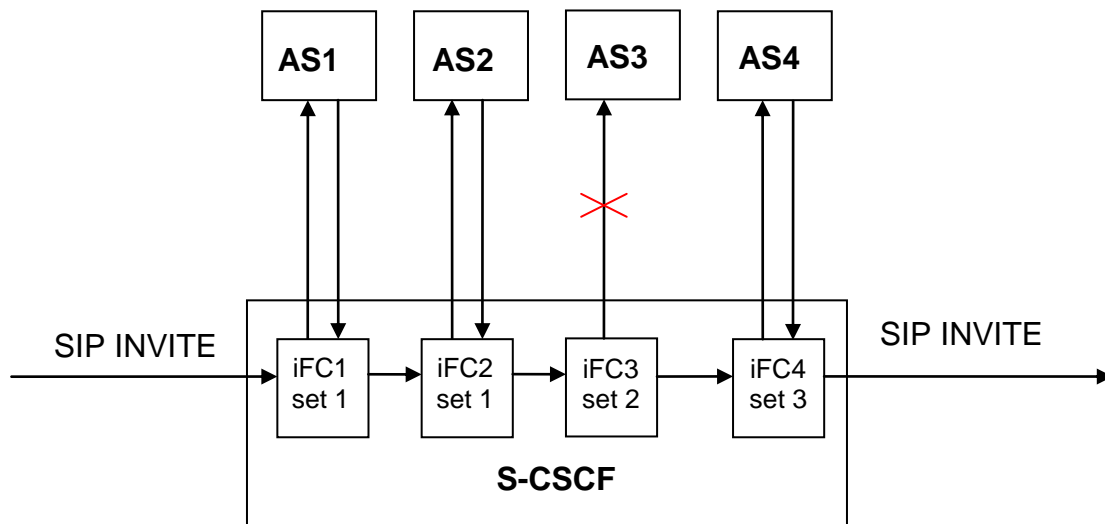 AS1
AS2
AS3
AS4
SIP INVITE
SIP INVITE
iFC1
set 1
iFC2
set 1
iFC3
set 2
iFC4
set 3
S-CSCF